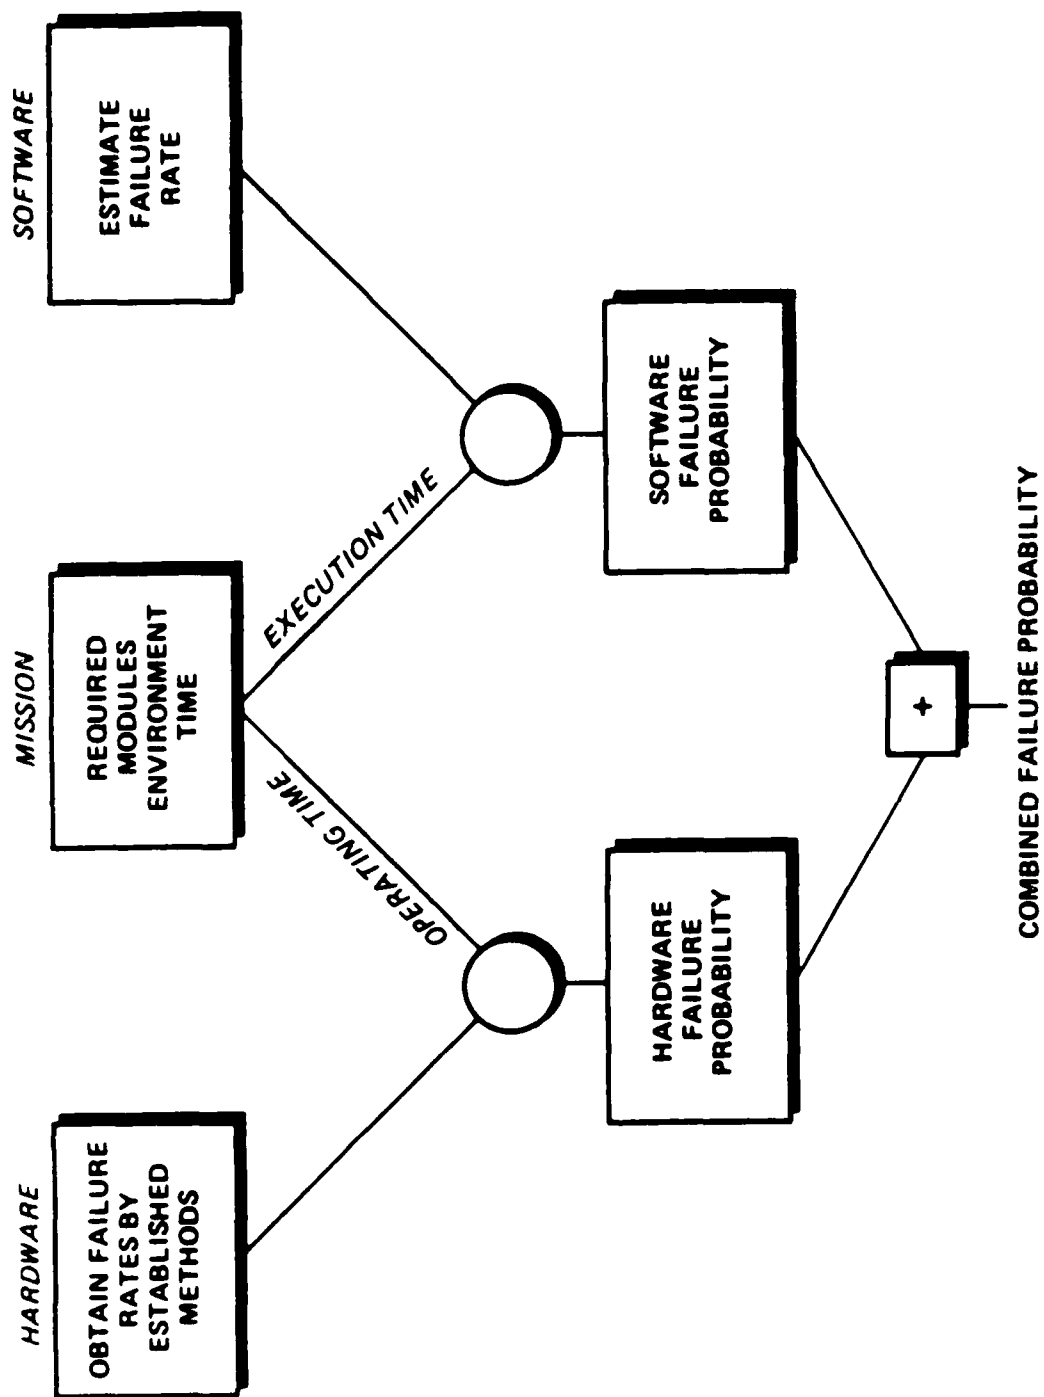 HARDWARE
MISSION
SOFTWARE
OBTAIN FAILURE
RATES BY
ESTABLISHED
METHODS
REQUIRED
MODULES
ENVIRONMENT
TIME
ESTIMATE
FAILURE
RATE
OPERATING TIME
EXECUTION TIME
HARDWARE
FAILURE
PROBABILITY
SOFTWARE
FAILURE
PROBABILITY
+
COMBINED FAILURE PROBABILITY